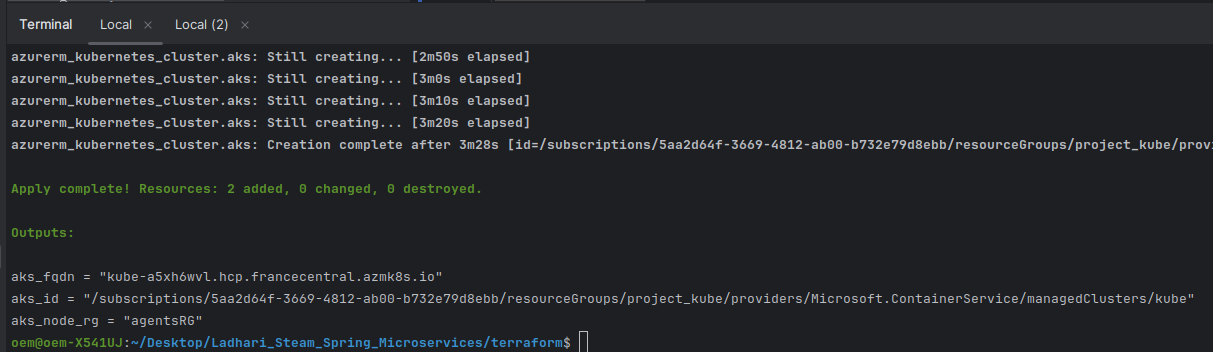 Terminal Local × Local (2) ×
azurerm_kubernetes_cluster.aks: Still creating... [2m50s elapsed]
azurerm_kubernetes_cluster.aks: Still creating... [3m0s elapsed]
azurerm_kubernetes_cluster.aks: Still creating... [3m10s elapsed]
azurerm_kubernetes_cluster.aks: Still creating... [3m20s elapsed]
azurerm_kubernetes_cluster.aks: Creation complete after 3m28s [id=/subscriptions/5aa2d64f-3669-4812-ab00-b732e79d8ebb/resourceGroups/project_kube/provi
Apply complete! Resources: 2 added, 0 changed, 0 destroyed.
Outputs:
aks_fqdn = "kube-a5xh6wvl.hcp.francecentral.azmk8s.io"
aks_id = "/subscriptions/5aa2d64f-3669-4812-ab00-b732e79d8ebb/resourceGroups/project_kube/providers/Microsoft.ContainerService/managedClusters/kube"
aks_node_rg = "agentsRG"
oem@oem-X541UJ:~/Desktop/Ladhari_Steam_Spring_Microservices/terraform$